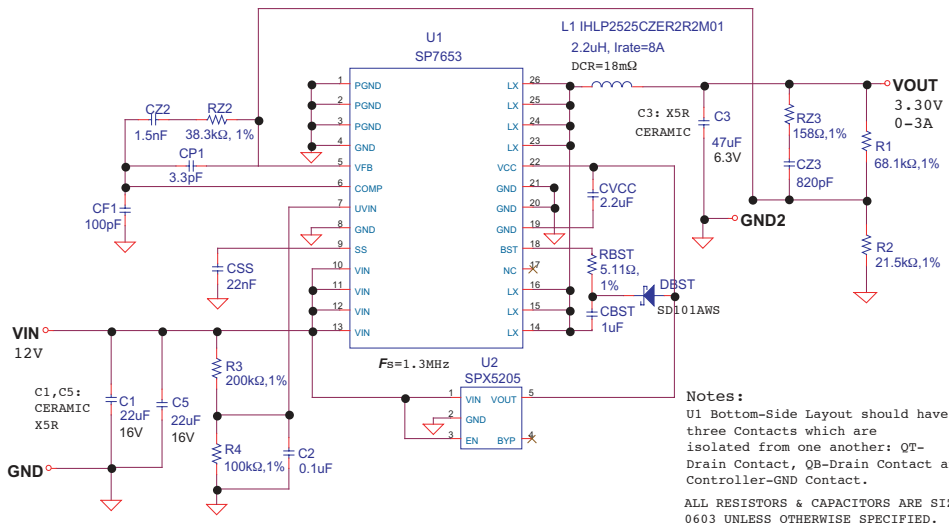 L1 IHLP2525CZER2R2M01
2.2uH, Irate=8A
DCR=18mΩ
U1
SP7653
1 PGND LX 26
2 PGND LX 25
3 PGND LX 24
4 GND LX 23
5 VFB VCC 22
6 COMP GND 21
7 UVIN GND 20
8 GND GND 19
9 SS BST 18
10 VIN NC 17
11 VIN LX 16
12 VIN LX 15
13 VIN LX 14
CZ2
1.5nF
RZ2
38.3kΩ, 1%
CP1
3.3pF
CF1
100pF
CSS
22nF
CVCC
2.2uF
RBST
5.11Ω,
1%
DBST
SD101AWS
CBST
1uF
C3: X5R
CERAMIC
C3
47uF
6.3V
RZ3
158Ω,1%
CZ3
820pF
VOUT
3.30V
0-3A
R1
68.1kΩ,1%
GND2
R2
21.5kΩ,1%
VIN
12V
Fs=1.3MHz
C1,C5:
CERAMIC
X5R
C1
22uF
16V
C5
22uF
16V
R3
200kΩ,1%
R4
100kΩ,1%
C2
0.1uF
GND
U2
SPX5205
1 VIN VOUT 5
2 GND
3 EN BYP 4
Notes:
U1 Bottom-Side Layout should have
three Contacts which are
isolated from one another: QT-
Drain Contact, QB-Drain Contact a
Controller-GND Contact.
ALL RESISTORS & CAPACITORS ARE SI
0603 UNLESS OTHERWISE SPECIFIED.